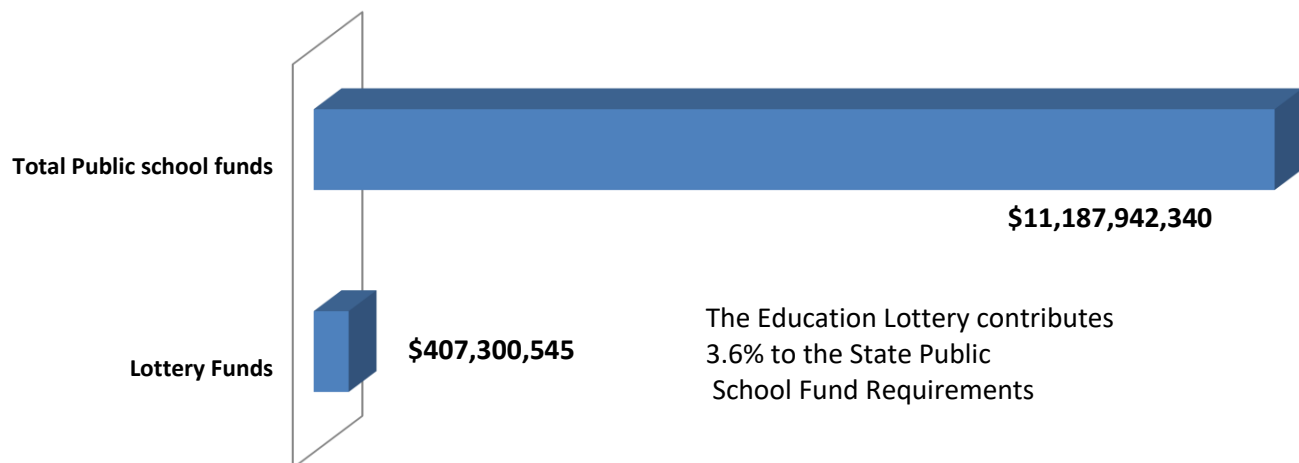 Total Public school funds
$11,187,942,340
Lottery Funds
$407,300,545
The Education Lottery contributes
3.6% to the State Public
School Fund Requirements